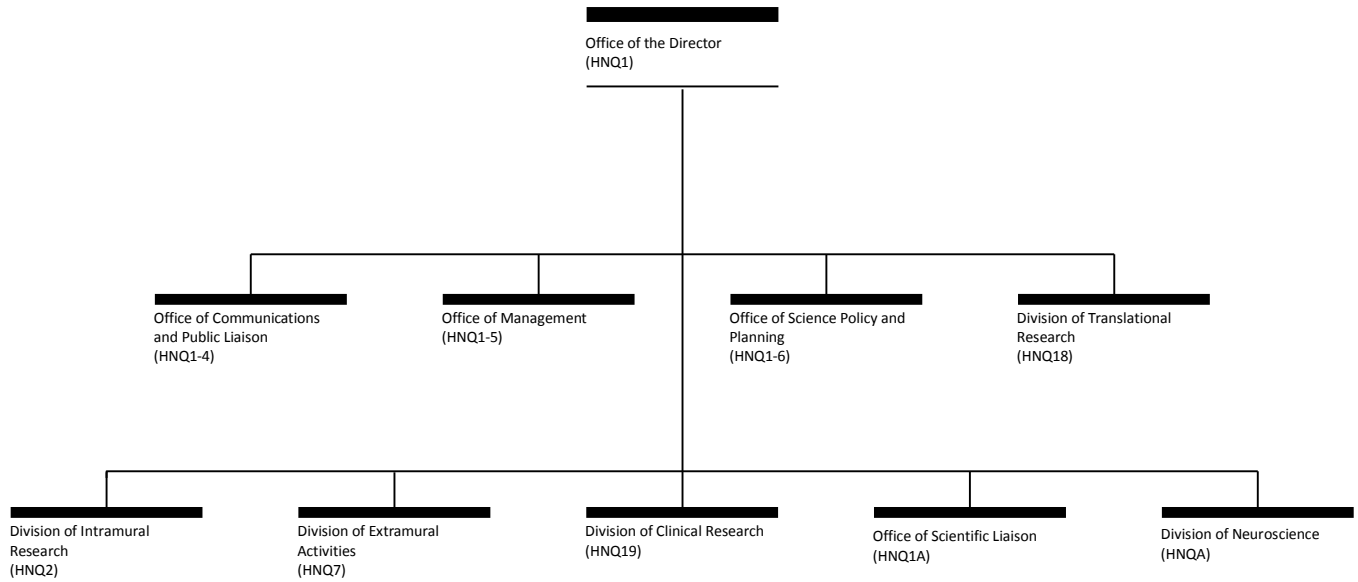 Office of the Director
(HNQ1)
Office of Communications
and Public Liaison
(HNQ1-4)
Office of Management
(HNQ1-5)
Office of Science Policy and
Planning
(HNQ1-6)
Division of Translational
Research
(HNQ18)
Division of Intramural
Research
(HNQ2)
Division of Extramural
Activities
(HNQ7)
Division of Clinical Research
(HNQ19)
Office of Scientific Liaison
(HNQ1A)
Division of Neuroscience
(HNQA)